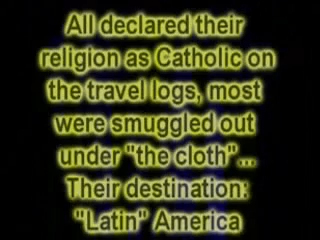 All declared their
religion as Catholic on
the travel logs, most
were smuggled out
under "the cloth"...
Their destination:
"Latin" America